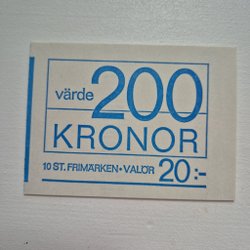 värde 200
KRONOR
10 ST. FRIMÄRKEN • VALÖR 20:-